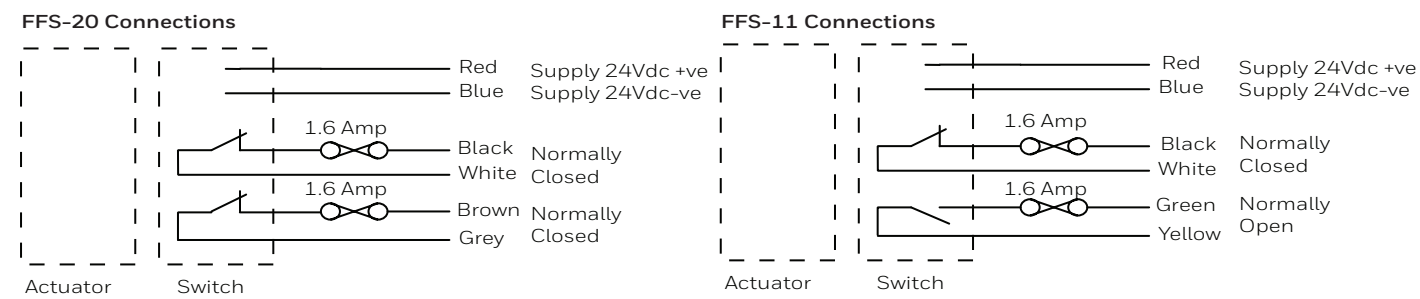 FFS-20 Connections
Red Supply 24Vdc +ve
Blue Supply 24Vdc-ve
1.6 Amp
Black Normally
White Closed
1.6 Amp
Brown Normally
Grey Closed
Actuator Switch
FFS-11 Connections
Red Supply 24Vdc +ve
Blue Supply 24Vdc-ve
1.6 Amp
Black Normally
White Closed
1.6 Amp
Green Normally
Yellow Open
Actuator Switch